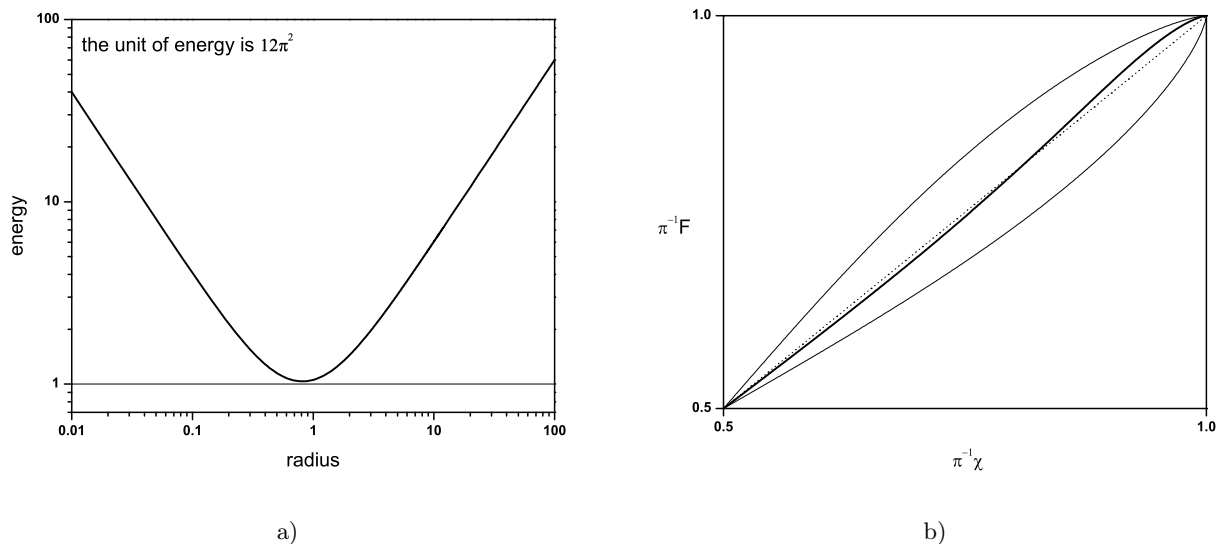 100
the unit of energy is 12π²
10
energy
1
0.01 0.1 1 10 100
radius
a)
1.0
π⁻¹F
0.5
0.5 1.0
π⁻¹χ
b)